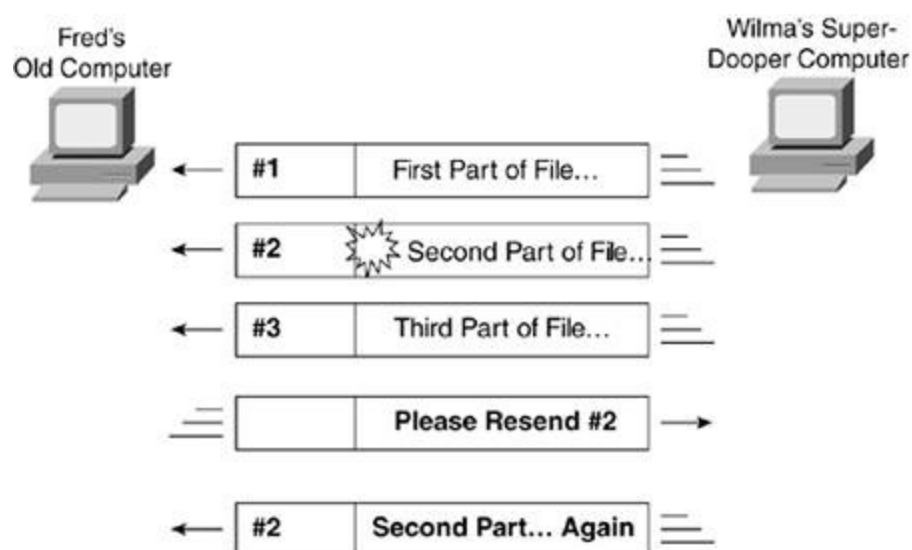 Fred's
Old Computer
Wilma's Super-
Dooper Computer
#1 First Part of File...
#2 Second Part of File...
#3 Third Part of File...
Please Resend #2
#2 Second Part... Again